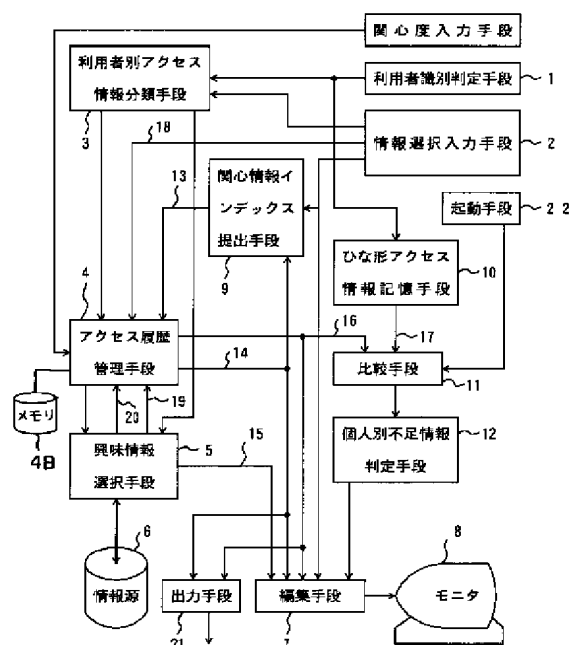 関心度入力手段
利用者別アクセス
情報分類手段
3
利用者識別判定手段
1
18
情報選択入力手段
2
13
関心情報イ
ンデックス
提出手段
9
起動手段
22
ひな形アクセス
情報記憶手段
10
4
アクセス履歴
管理手段
14
16
17
比較手段
11
メモリ
4B
20
19
興味情報
選択手段
5
15
個人別不足情報
判定手段
12
6
情報源
出力手段
21
編集手段
7
8
モニタ